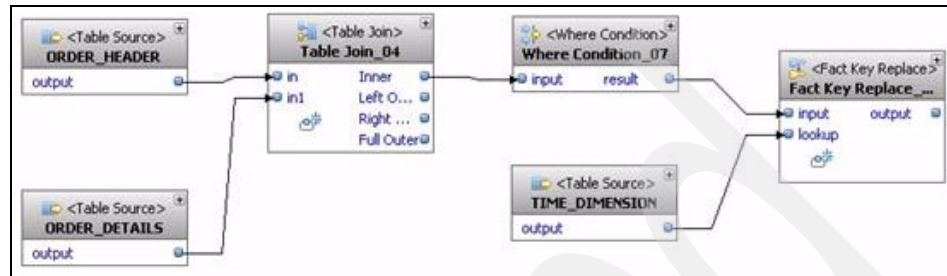 <Table Source>
ORDER_HEADER
output
<Table Join>
Table Join_04
in Inner
in1 Left O...
Right ...
Full Outer
<Where Condition>
Where Condition_07
input result
<Fact Key Replace>
Fact Key Replace_...
input output
lookup
<Table Source>
ORDER_DETAILS
output
<Table Source>
TIME_DIMENSION
output